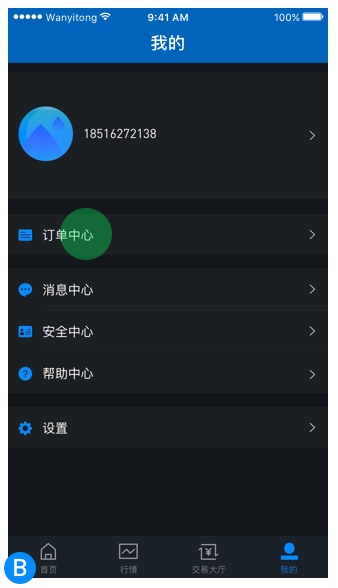 Wanyitong 9:41 AM 100%
我的
18516272138
订单中心
消息中心
安全中心
帮助中心
设置
首页 行情 交易大厅 我的
B